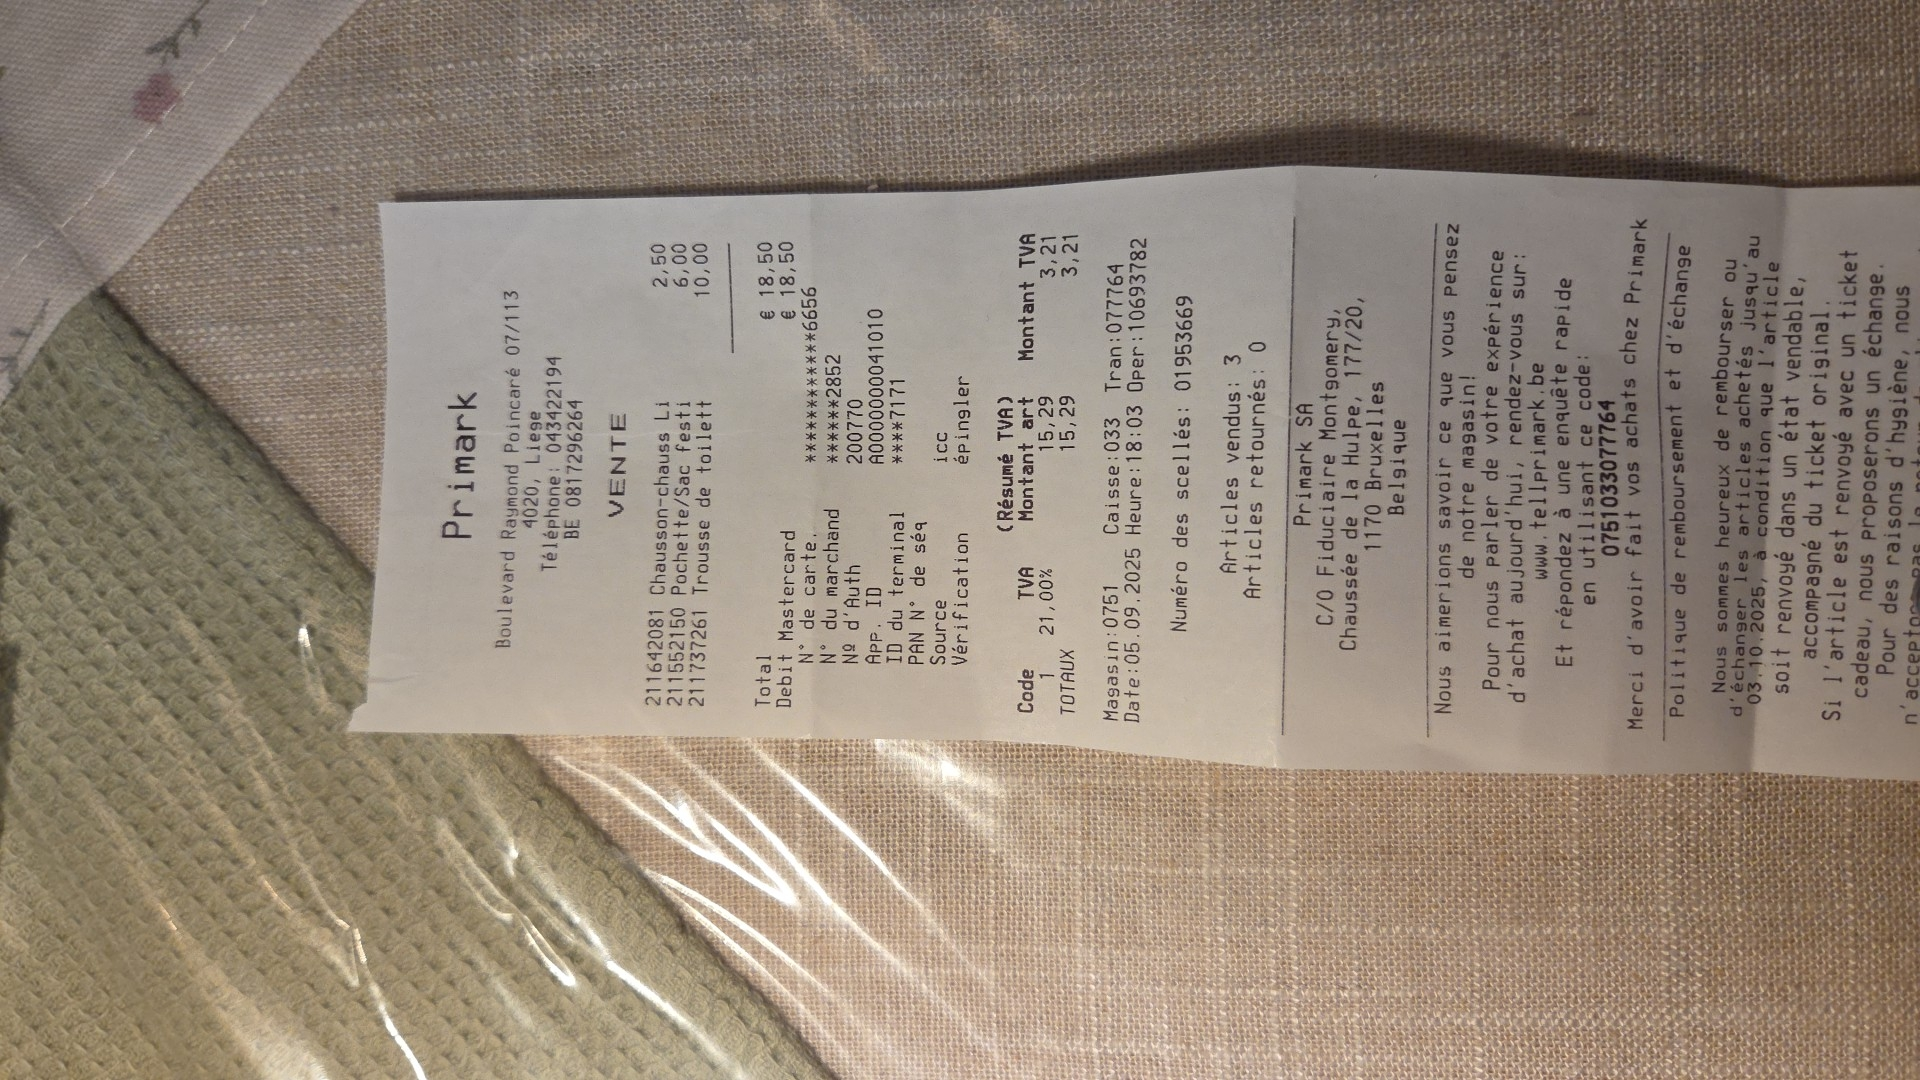 Primark
Boulevard Raymond Poincaré 07/113
4020, Liege
Téléphone: 043422194
BE 0817296264
VENTE
211642081 Chausson-chauss Li 2,50
211552150 Pochette/Sac festi 6,00
211737261 Trousse de toilett 10,00
Total € 18,50
Debit Mastercard € 18,50
N° de carte. ************6656
N° du marchand ******2852
Nº d'Auth 200770
App. ID A0000000041010
ID du terminal ****7171
PAN N° de séq
Source icc
Vérification épingler
(Résumé TVA)
Code TVA Montant art Montant TVA
1 21,00% 15,29 3,21
TOTAUX 15,29 3,21
Magasin:0751 Caisse:033 Tran:077764
Date:05.09.2025 Heure:18:03 Oper:10693782
Numéro des scellés: 01953669
Articles vendus: 3
Articles retournés: 0
Primark SA
C/O Fiduciaire Montgomery,
Chaussée de la Hulpe, 177/20,
1170 Bruxelles
Belgique
Nous aimerions savoir ce que vous pensez
de notre magasin!
Pour nous parler de votre expérience
d'achat aujourd'hui, rendez-vous sur:
www.tellprimark.be
Et répondez à une enquête rapide
en utilisant ce code:
075103307764
Merci d'avoir fait vos achats chez Primark
Politique de remboursement et d'échange
Nous sommes heureux de rembourser ou
d'échanger les articles achetés jusqu'au
03.10.2025, à condition que l'article
soit renvoyé dans un état vendable,
accompagné du ticket original.
Si l'article est renvoyé avec un ticket
cadeau, nous proposerons un échange.
Pour des raisons d'hygiène, nous
n'acceptons pas le